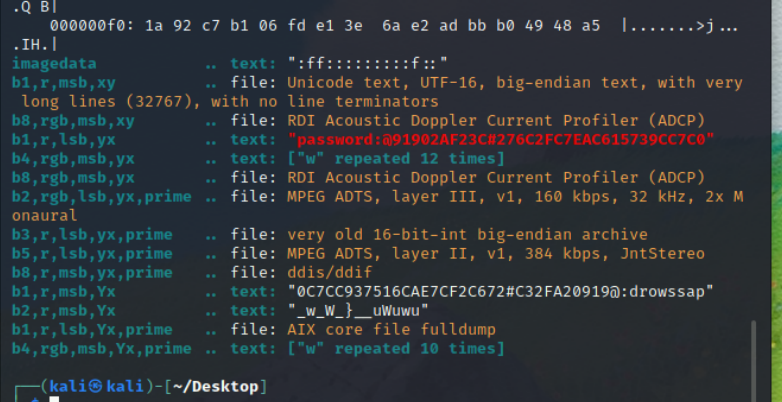 .Q B|
000000f0: 1a 92 c7 b1 06 fd e1 3e 6a e2 ad bb b0 49 48 a5 |.......>j...
.IH.|
imagedata .. text: ":ff:::::::::f::"
b1,r,msb,xy .. file: Unicode text, UTF-16, big-endian text, with very
long lines (32767), with no line terminators
b8,rgb,msb,xy .. file: RDI Acoustic Doppler Current Profiler (ADCP)
b1,r,lsb,yx .. text: "password:@91902AF23C#276C2FC7EAC615739CC7C0"
b4,rgb,msb,yx .. text: ["w" repeated 12 times]
b8,rgb,msb,yx .. file: RDI Acoustic Doppler Current Profiler (ADCP)
b2,rgb,lsb,yx,prime .. file: MPEG ADTS, layer III, v1, 160 kbps, 32 kHz, 2x M
onaural
b3,r,lsb,yx,prime .. file: very old 16-bit-int big-endian archive
b5,r,lsb,yx,prime .. file: MPEG ADTS, layer II, v1, 384 kbps, JntStereo
b8,r,msb,yx,prime .. file: ddis/ddif
b1,r,msb,Yx .. text: "0C7CC937516CAE7CF2C672#C32FA20919@:drowssap"
b2,r,msb,Yx .. text: "_w_W_}__uWuwu"
b1,r,lsb,Yx,prime .. file: AIX core file fulldump
b4,rgb,msb,Yx,prime .. text: ["w" repeated 10 times]
(kali㉿kali)-[~/Desktop]